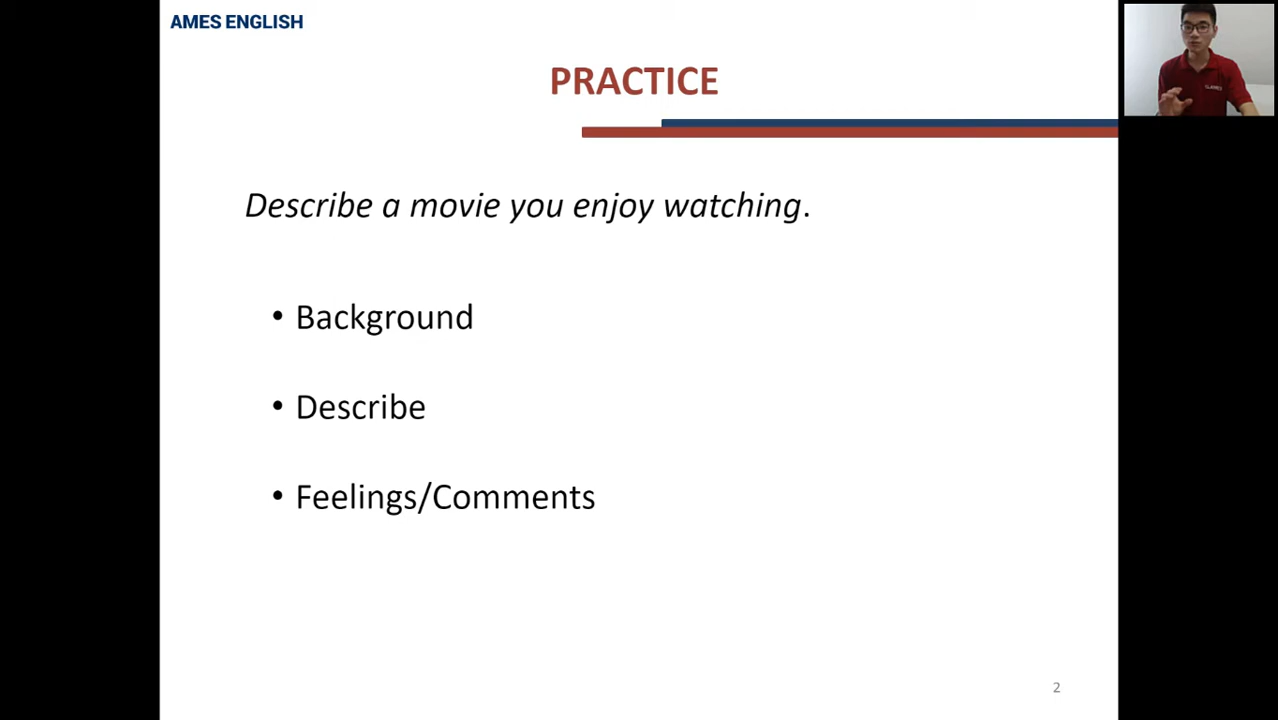 AMES ENGLISH
PRACTICE
Describe a movie you enjoy watching.
• Background
• Describe
• Feelings/Comments
2